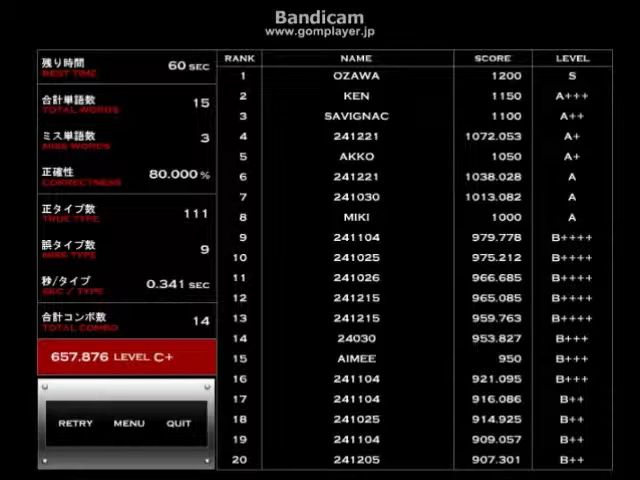 Bandicam
www.gomplayer.jp
残り時間 60 SEC
REST TIME
合計単語数 15
TOTAL WORDS
ミス単語数 3
MISS WORDS
正確性 80.000 %
CORRECTNESS
正タイプ数 111
TRUE TYPE
誤タイプ数 9
MISS TYPE
秒/タイプ 0.341 SEC
SEC / TYPE
合計コンボ数 14
TOTAL COMBO
657.876 LEVEL C+
RETRY MENU QUIT
RANK NAME SCORE LEVEL
1 OZAWA 1200 S
2 KEN 1150 A+++
3 SAVIGNAC 1100 A++
4 241221 1072.053 A+
5 AKKO 1050 A+
6 241221 1038.028 A
7 241030 1013.082 A
8 MIKI 1000 A
9 241104 979.778 B++++
10 241025 975.212 B++++
11 241026 966.685 B++++
12 241215 965.085 B++++
13 241215 959.763 B++++
14 24030 953.827 B+++
15 AIMEE 950 B+++
16 241104 921.095 B+++
17 241104 916.086 B++
18 241025 914.925 B++
19 241104 909.057 B++
20 241205 907.301 B++